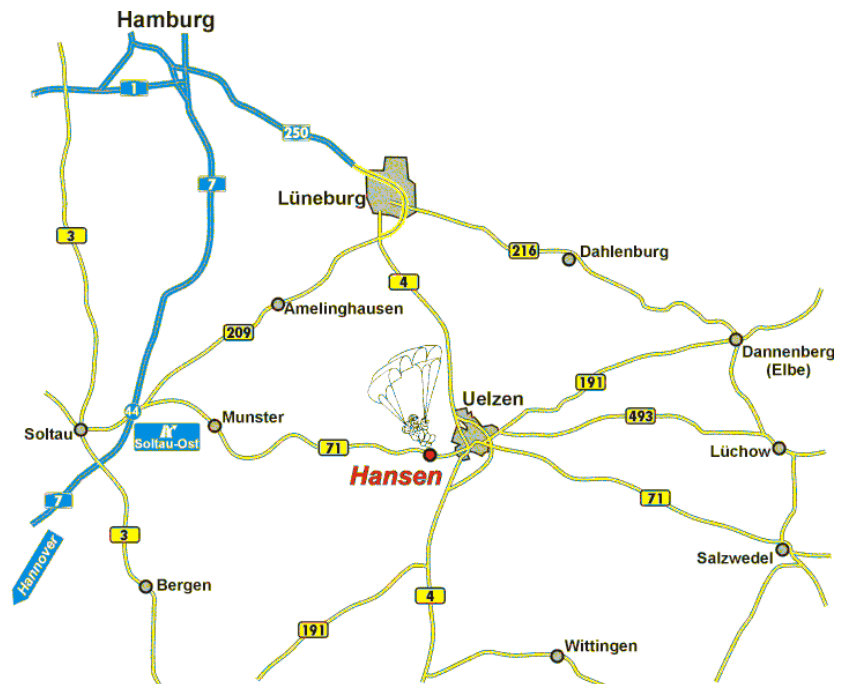 Hamburg
1
250
7
Lüneburg
3
216
Dahlenburg
4
Amelinghausen
209
Dannenberg
(Elbe)
191
Uelzen
493
44
Munster
Soltau
Soltau-Ost
71
Lüchow
Hansen
7
71
3
Salzwedel
Hannover
Bergen
4
191
Wittingen